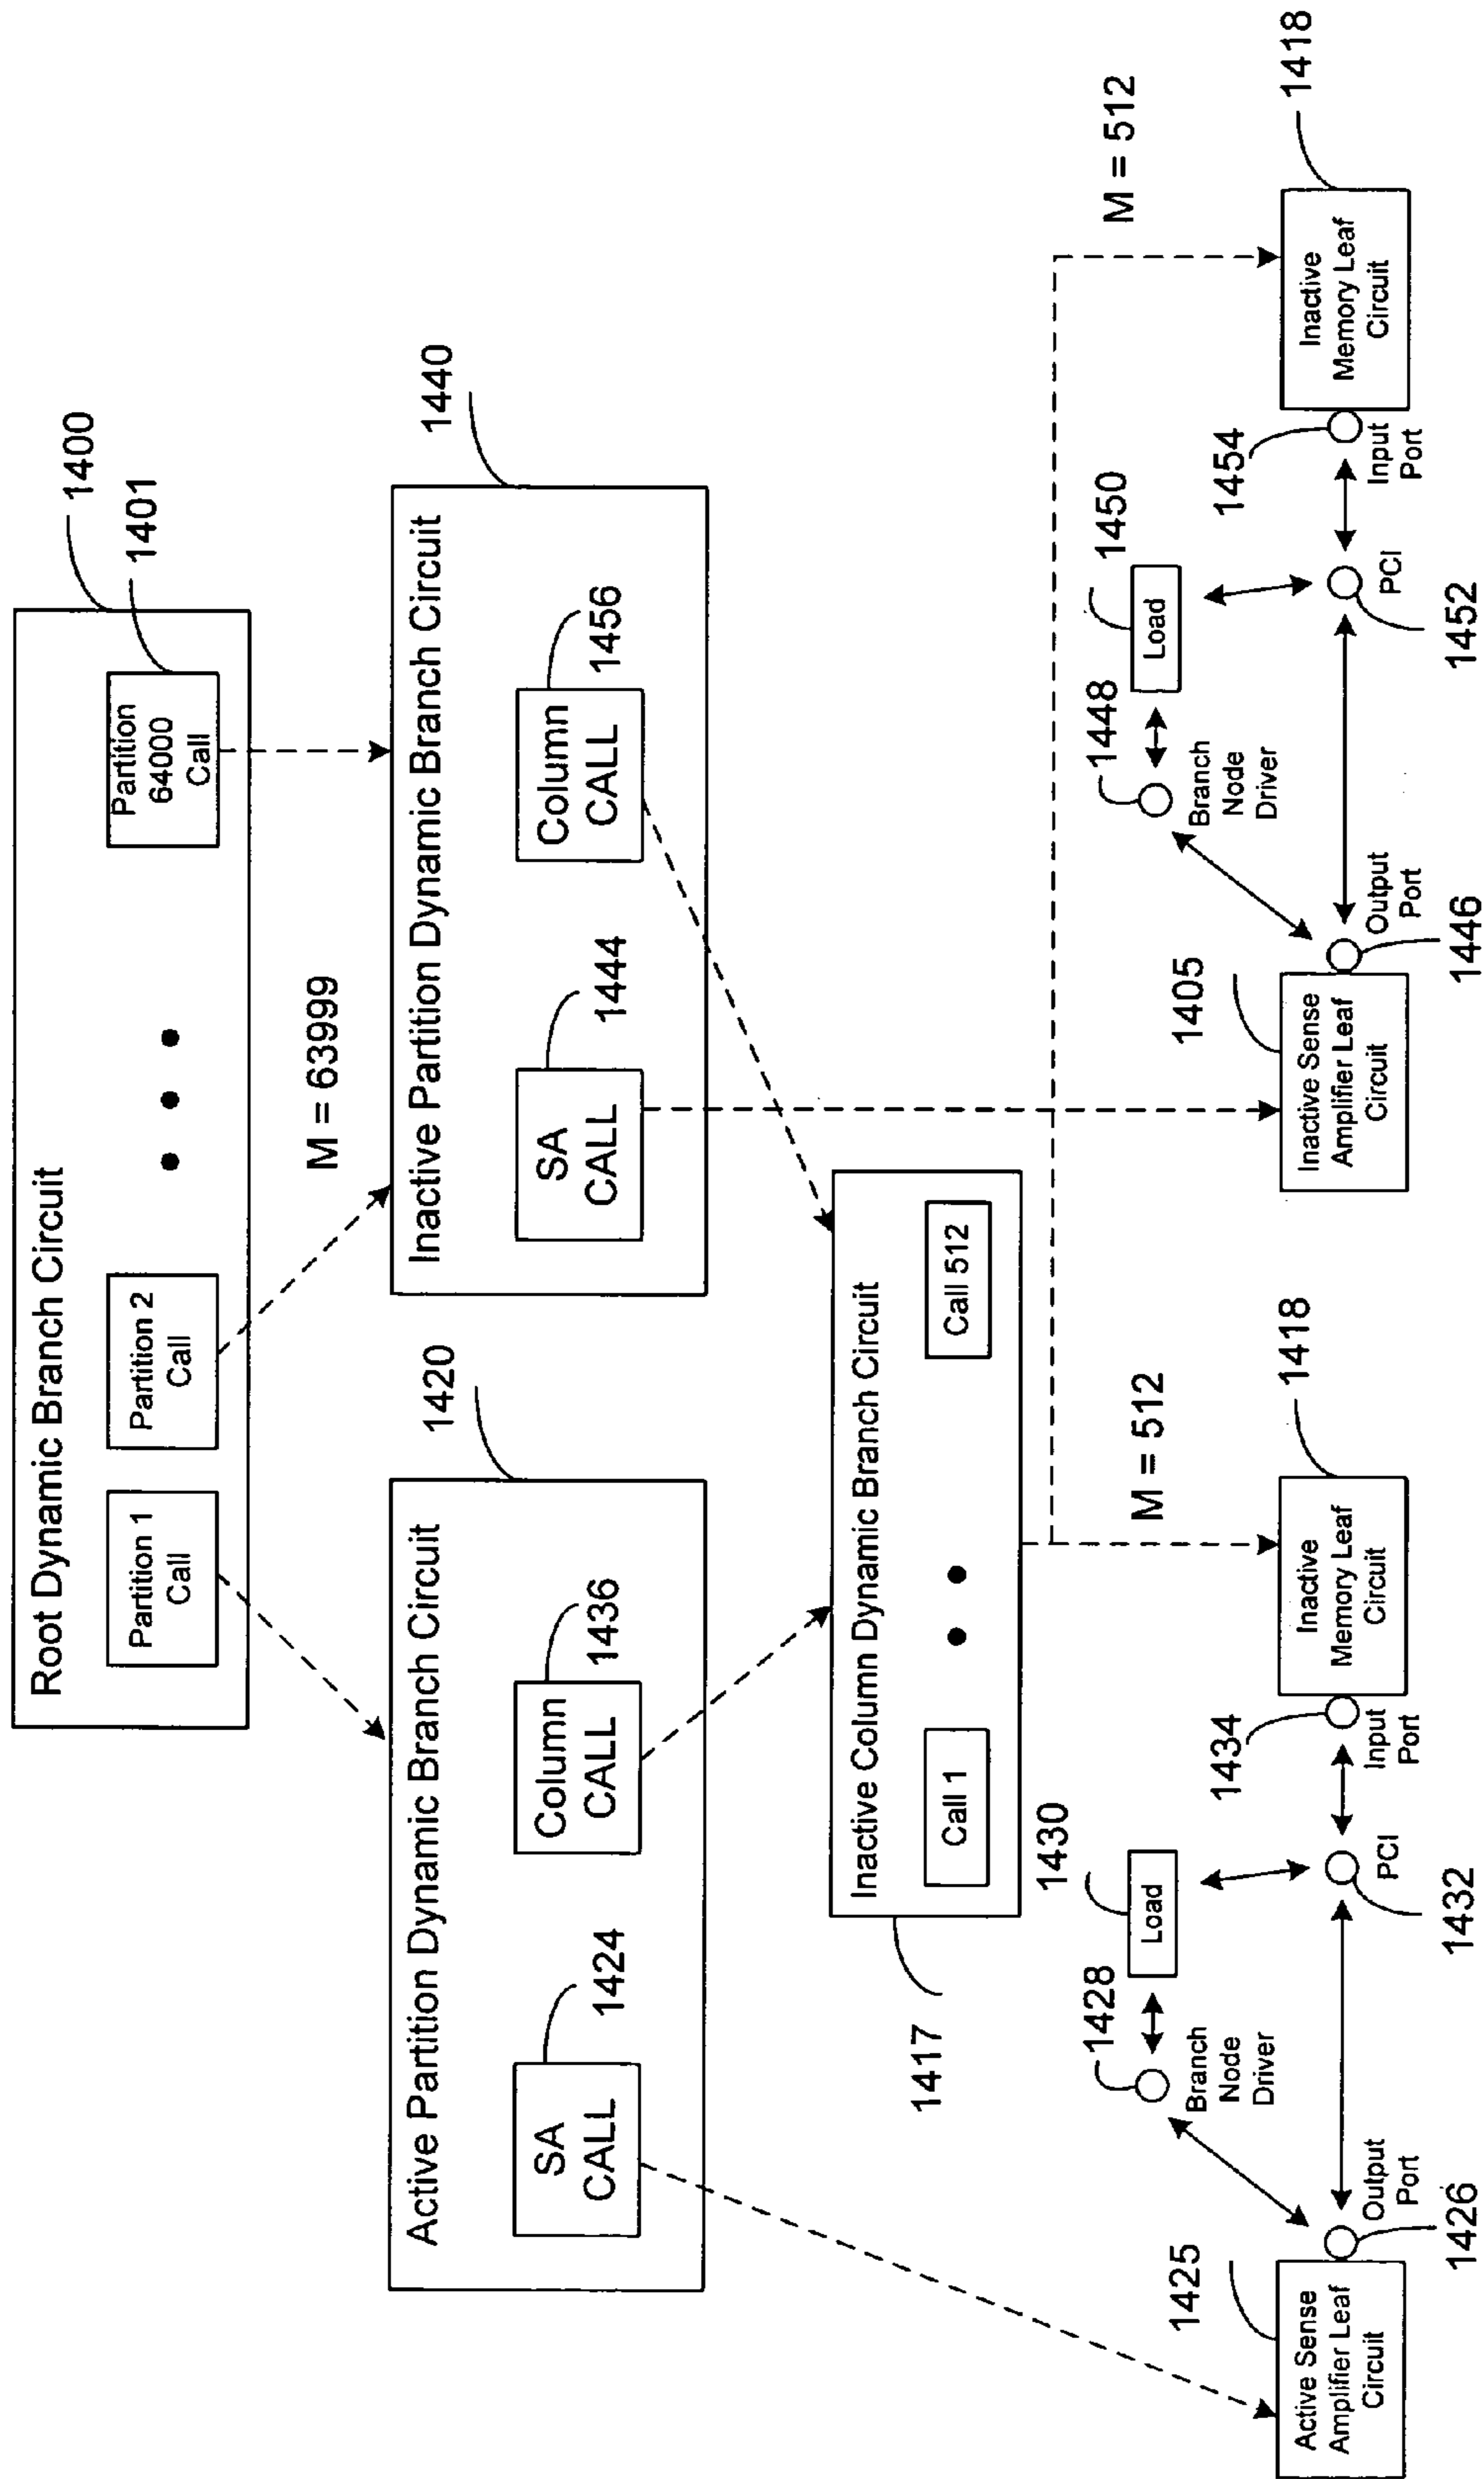 Root Dynamic Branch Circuit
1400
Partition 1
Call
Partition 2
Call
Partition
64000
Call
1401
M = 63999
1420
Active Partition Dynamic Branch Circuit
SA
CALL
1424
Column
CALL
1436
1440
Inactive Partition Dynamic Branch Circuit
SA
CALL
1444
Column
CALL
1456
Inactive Column Dynamic Branch Circuit
Call 1
Call 512
1417
M = 512
M = 512
1425
Active Sense
Amplifier Leaf
Circuit
Output
Port
1426
1428
Branch
Node
Driver
1430
Load
PCI
1432
1434
Input
Port
Inactive
Memory Leaf
Circuit
1418
1405
Inactive Sense
Amplifier Leaf
Circuit
Output
Port
1446
1448
Branch
Node
Driver
1450
Load
PCI
1452
1454
Input
Port
Inactive
Memory Leaf
Circuit
1418